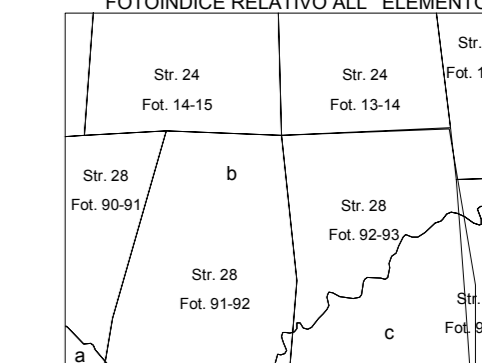 FOTOINDICE RELATIVO ALL' ELEMENTO
Str. 24
Fot. 14-15
Str. 24
Fot. 13-14
Str.
Fot. 1
Str. 28
Fot. 90-91
b
Str. 28
Fot. 92-93
Str. 28
Fot. 91-92
Str.
Fot. 9
c
a